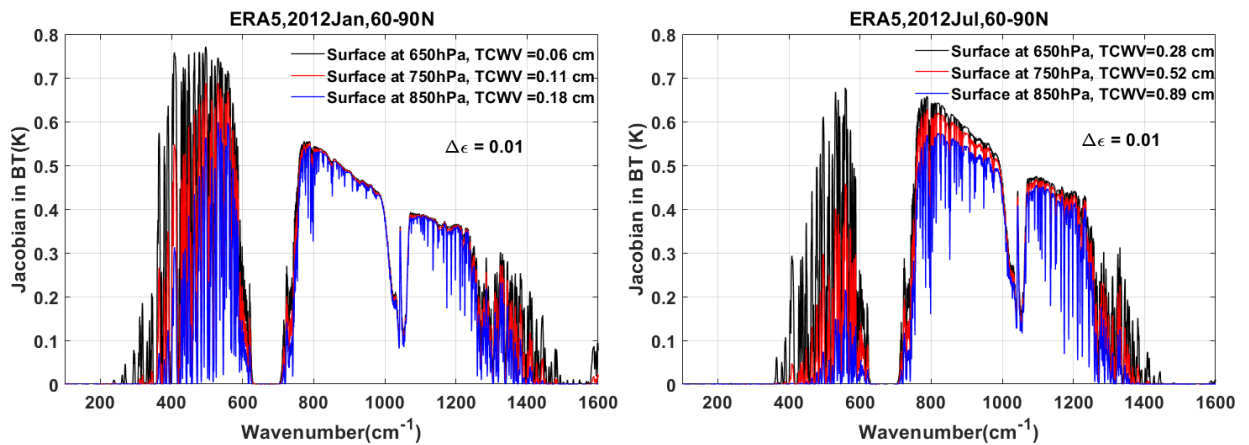 ERA5,2012Jan,60-90N
0.8
0.7
0.6
0.5
0.4
0.3
0.2
0.1
0
Jacobian in BT (K)
Surface at 650hPa, TCWV =0.06 cm
Surface at 750hPa, TCWV =0.11 cm
Surface at 850hPa, TCWV =0.18 cm
Δϵ = 0.01
200 400 600 800 1000 1200 1400 1600
Wavenumber(cm⁻¹)
ERA5,2012Jul,60-90N
0.8
0.7
0.6
0.5
0.4
0.3
0.2
0.1
0
Jacobian in BT (K)
Surface at 650hPa, TCWV=0.28 cm
Surface at 750hPa, TCWV=0.52 cm
Surface at 850hPa, TCWV=0.89 cm
Δϵ = 0.01
200 400 600 800 1000 1200 1400 1600
Wavenumber(cm⁻¹)